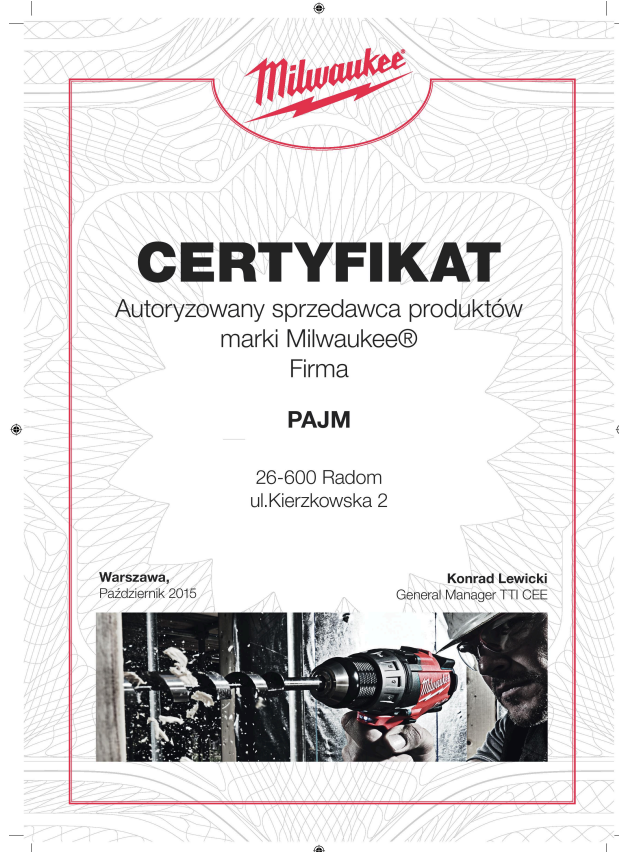 Milwaukee®
CERTYFIKAT
Autoryzowany sprzedawca produktów
marki Milwaukee®
Firma
PAJM
26-600 Radom
ul.Kierzkowska 2
Warszawa,
Październik 2015
Konrad Lewicki
General Manager TTI CEE
Milwaukee